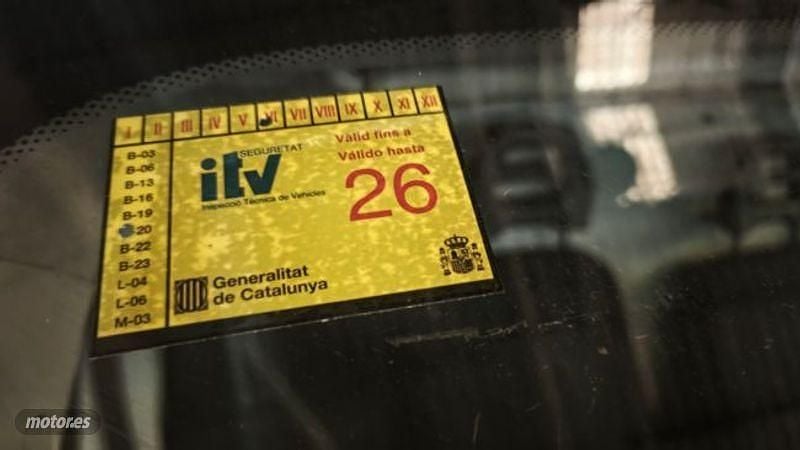 I II III IV V VI VII VIII IX X XI XII
B-03
B-06
B-13
B-16
B-19
B-20
B-22
B-23
L-04
L-06
M-03
SEGURETAT
itv
Inspecció Tècnica de Vehicles
Vàlid fins a
Válido hasta
26
Generalitat
de Catalunya
motor.es